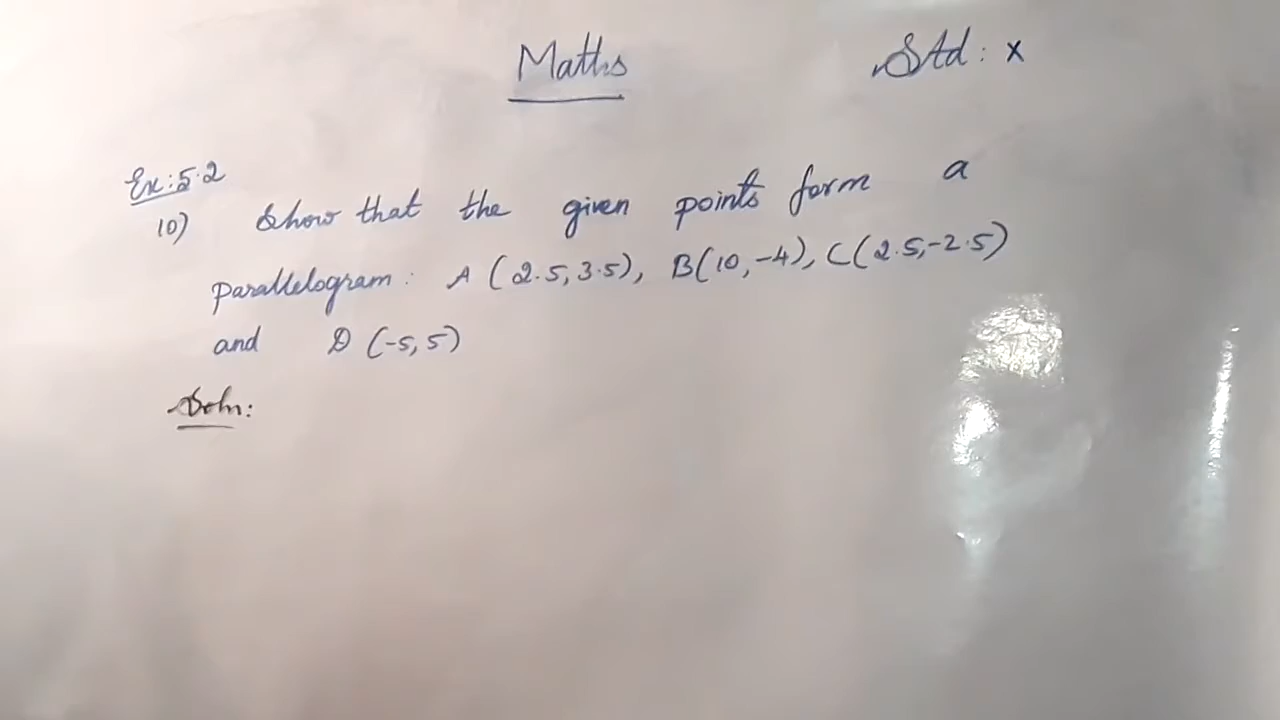 Maths
Std: X
Ex: 5.2
10) Show that the given points form a
parallelogram: A (2.5, 3.5), B(10, -4), C(2.5, -2.5)
and D (-5, 5)
Soln: